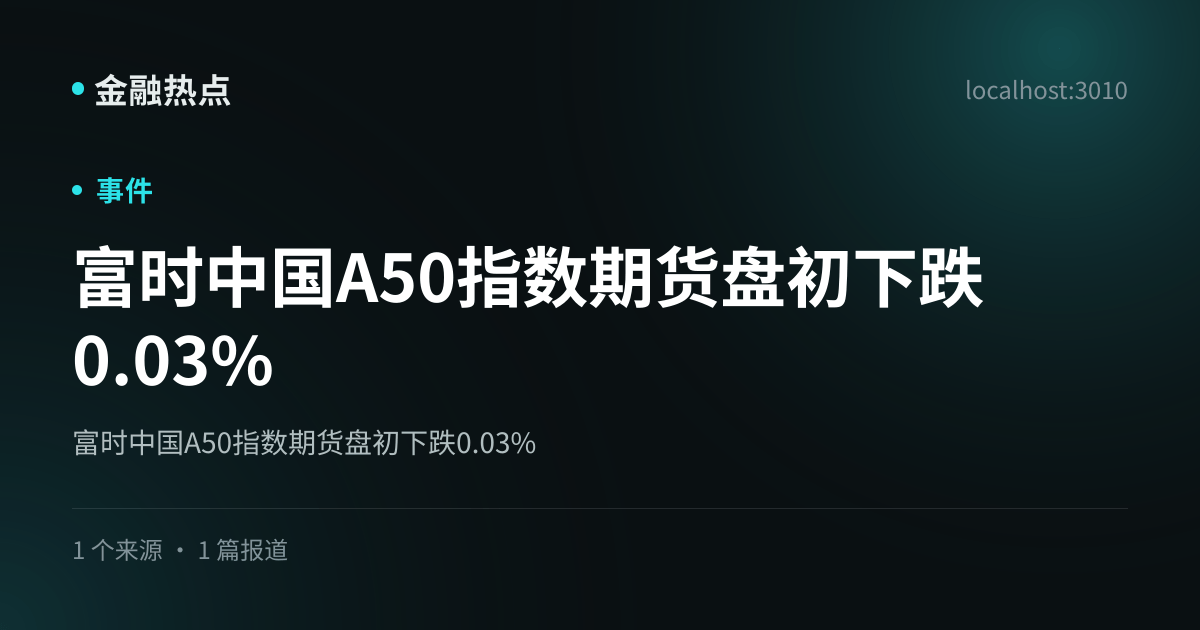 金融热点
localhost:3010
事件
富时中国A50指数期货盘初下跌
0.03%
富时中国A50指数期货盘初下跌0.03%
1 个来源 · 1 篇报道